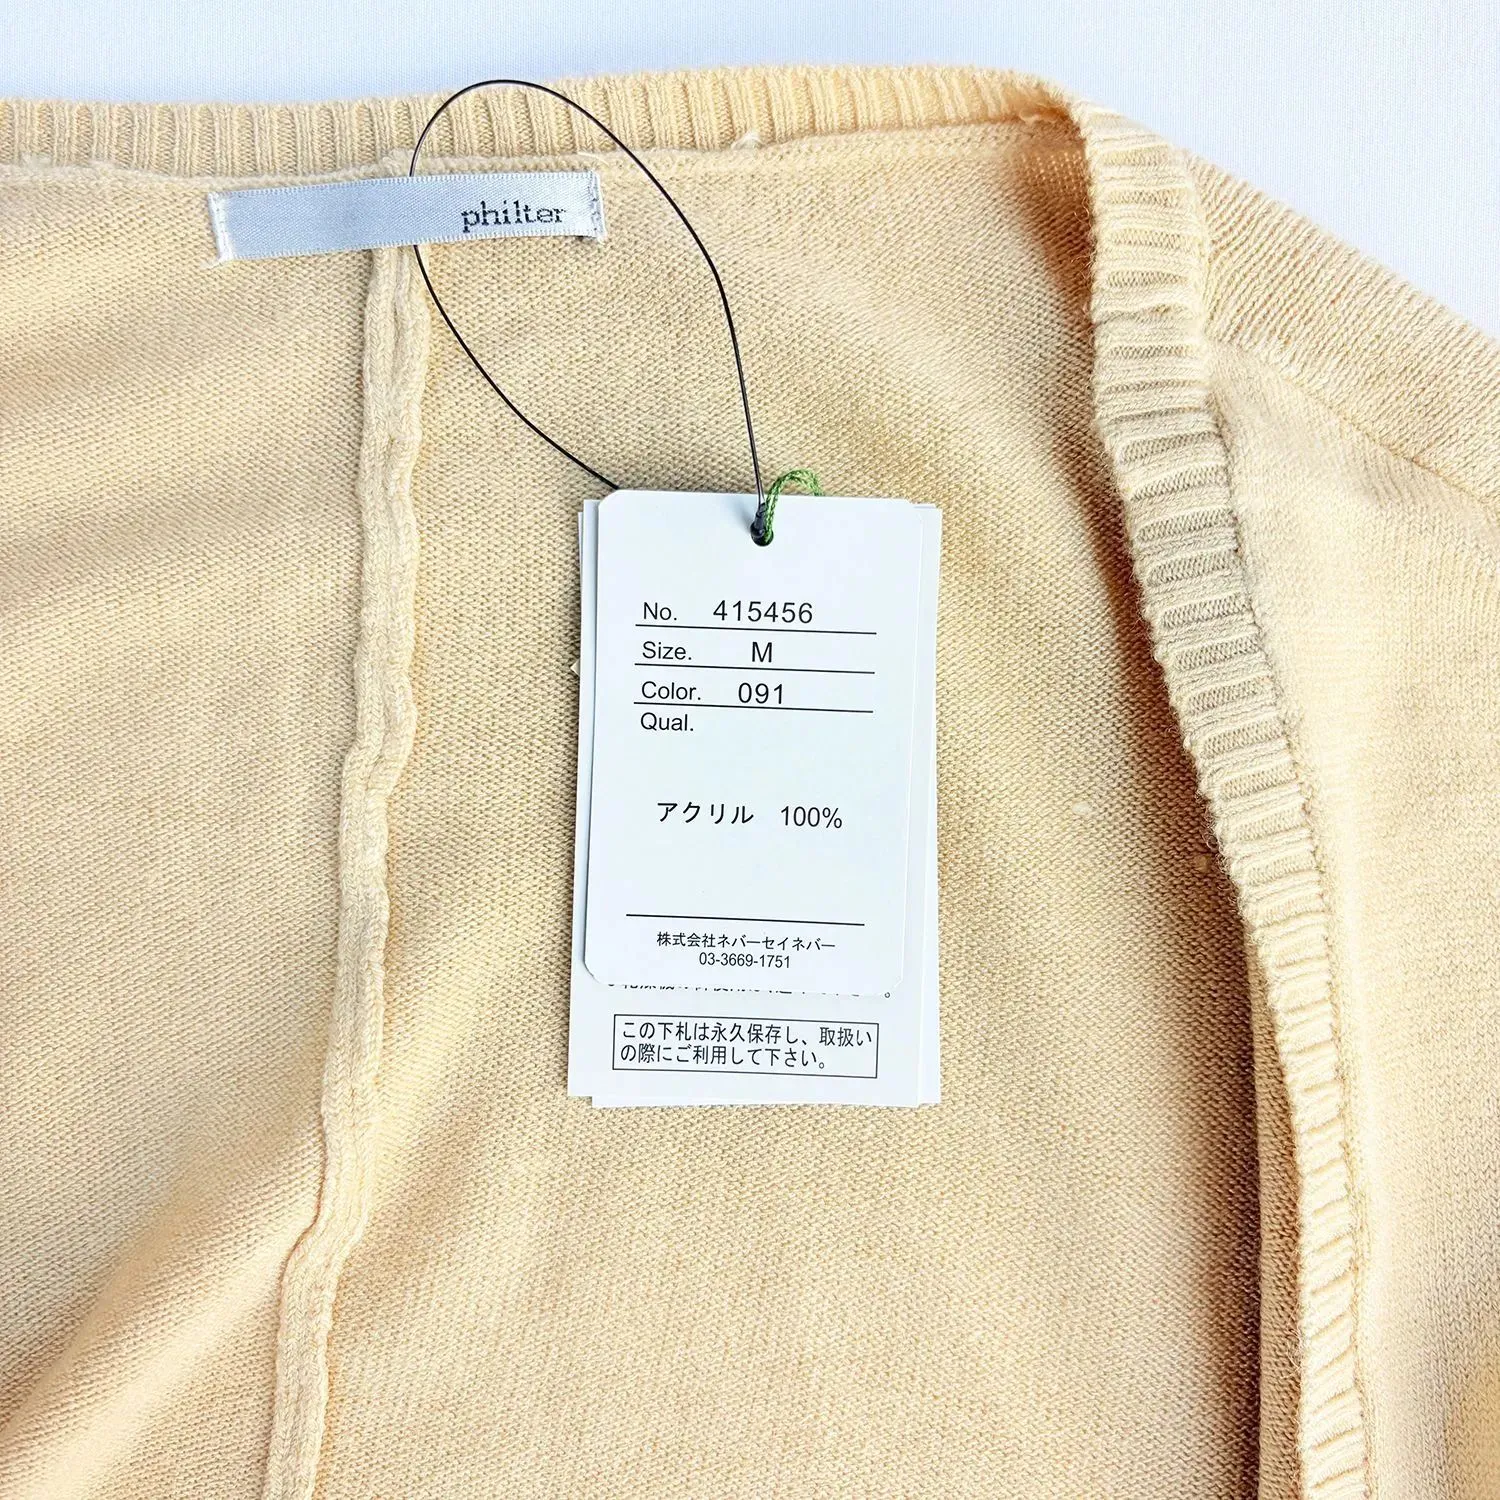 philter
No. 415456
Size. M
Color. 091
Qual.
アクリル 100%
株式会社ネバーセイネバー
03-3669-1751
この下札は永久保存し、取扱い
の際にご利用して下さい。